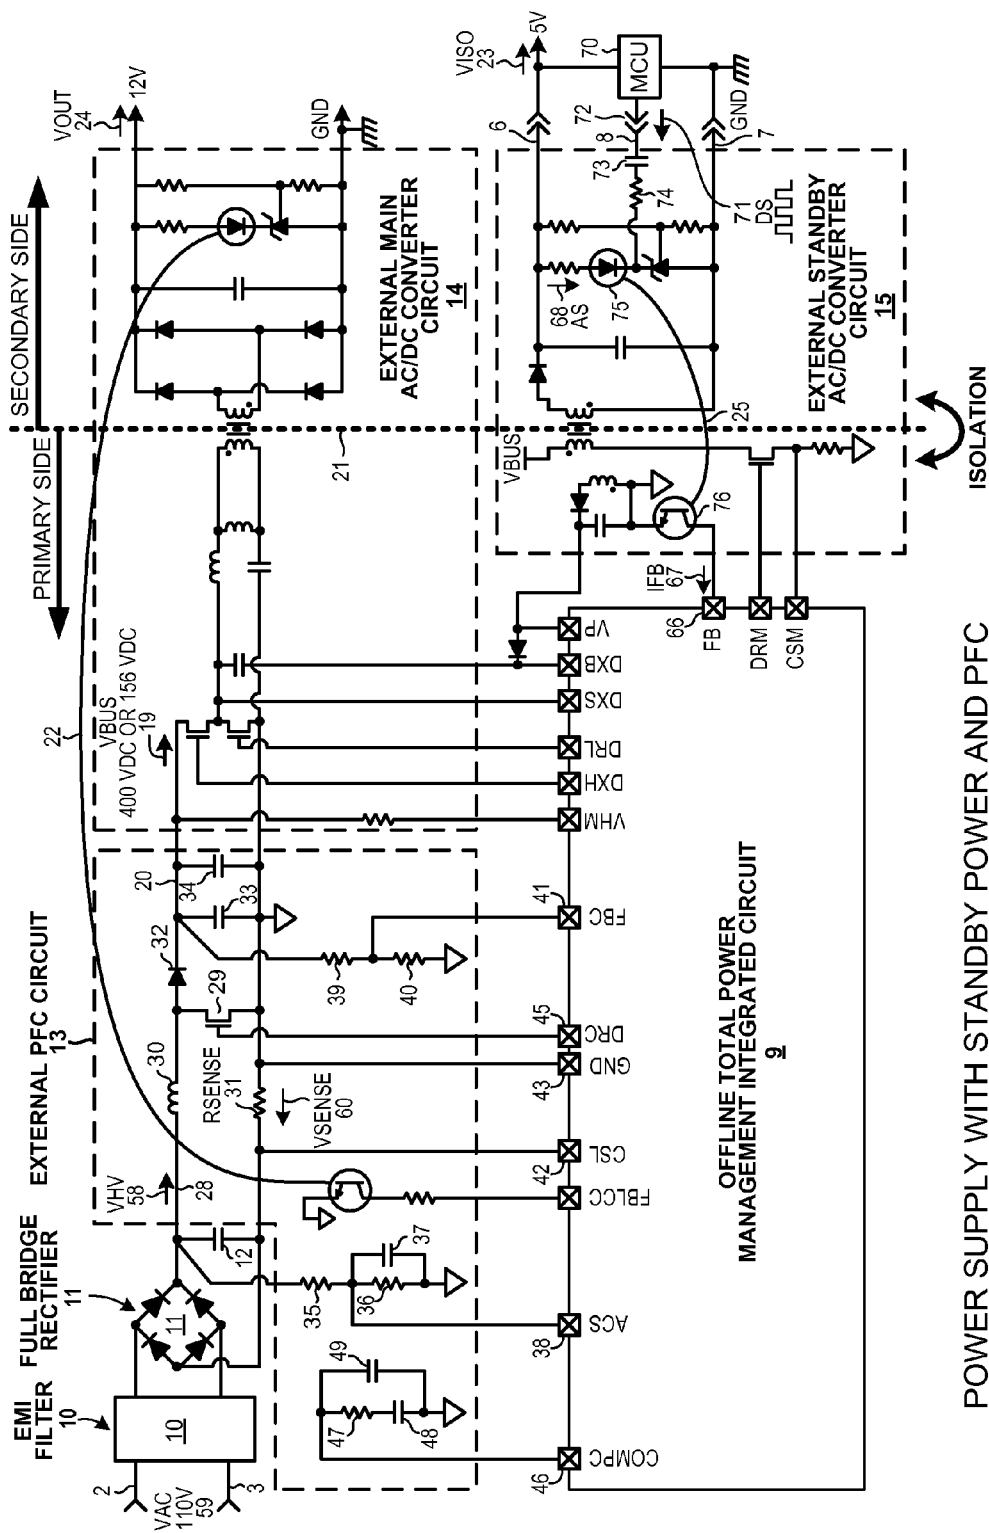 POWER SUPPLY WITH STANDBY POWER AND PFC
PRIMARY SIDE
SECONDARY SIDE
ISOLATION
EMI
FILTER
10
10
2
3
VAC
110V
59
FULL BRIDGE
RECTIFIER
11
11
12
VHV
58
28
EXTERNAL PFC CIRCUIT
13
30
32
20
29
RSENSE
31
VSENSE
60
33
34
35
36
37
39
40
47
48
49
22
VBUS
400 VDC OR 156 VDC
19
21
VOUT
24
12V
GND
EXTERNAL MAIN
AC/DC CONVERTER
CIRCUIT
14
VISO
23
5V
6
70
MCU
72
8
73
74
71
DS
GND
7
68
AS
75
25
76
VBUS
EXTERNAL STANDBY
AC/DC CONVERTER
CIRCUIT
15
IFB
67
66
FB
DRM
CSM
46
COMPC
38
ACS
FBLCC
42
CSL
43
GND
45
DRC
41
FBC
VHM
DXH
DRL
DXS
DXB
VP
OFFLINE TOTAL POWER
MANAGEMENT INTEGRATED CIRCUIT
9